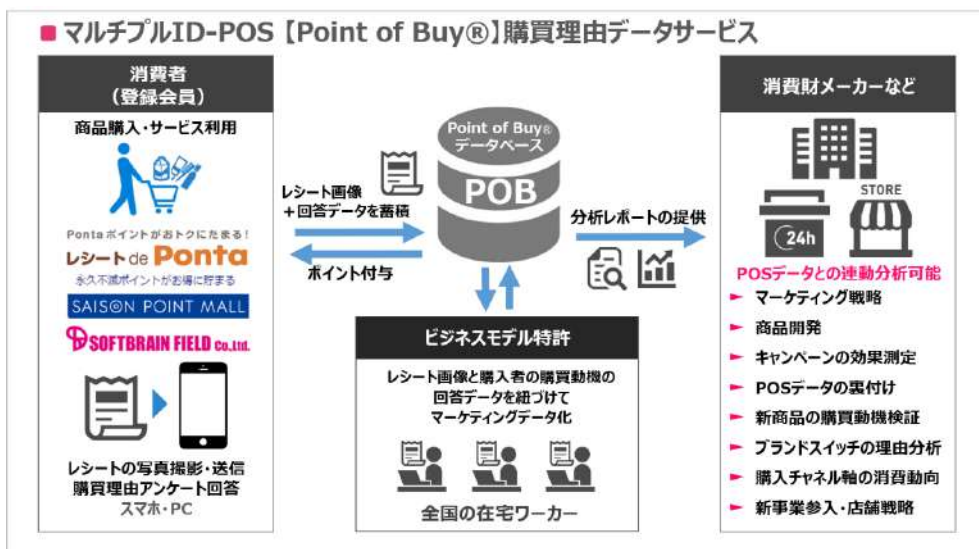 ■マルチプルID-POS【Point of Buy®】購買理由データサービス
消費者
（登録会員）
商品購入・サービス利用
Pontaポイントがおトクにたまる！
レシート de Ponta
永久不滅ポイントがお得に貯まる
SAISON POINT MALL
SOFTBRAIN FIELD Co.,Ltd.
レシートの写真撮影・送信
購買理由アンケート回答
スマホ・PC
レシート画像
＋回答データを蓄積
ポイント付与
Point of Buy®
データベース
POB
分析レポートの提供
ビジネスモデル特許
レシート画像と購入者の購買動機の
回答データを紐づけて
マーケティングデータ化
全国の在宅ワーカー
消費財メーカーなど
STORE
24h
POSデータとの連動分析可能
► マーケティング戦略
► 商品開発
► キャンペーンの効果測定
► POSデータの裏付け
► 新商品の購買動機検証
► ブランドスイッチの理由分析
► 購入チャネル軸の消費動向
► 新事業参入・店舗戦略